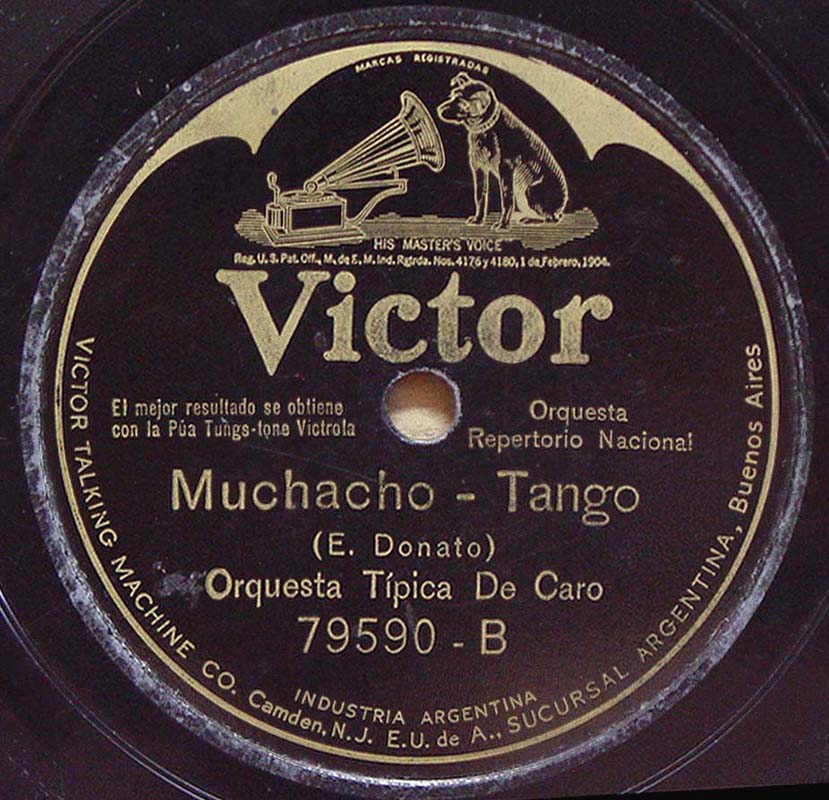 MARCAS REGISTRADAS
HIS MASTER'S VOICE
Reg. U.S. Pat. Off., M. de F., M. Ind. Rgtrda. Nos. 4176 y 4180, 1 de Febrero, 1904.
Victor
El mejor resultado se obtiene
con la Púa Tungs-tone Victrola
Orquesta
Repertorio Nacional
Muchacho - Tango
(E. Donato)
Orquesta Típica De Caro
79590 - B
INDUSTRIA ARGENTINA
VICTOR TALKING MACHINE CO. Camden, N.J. E.U. de A., SUCURSAL ARGENTINA, Buenos Aires